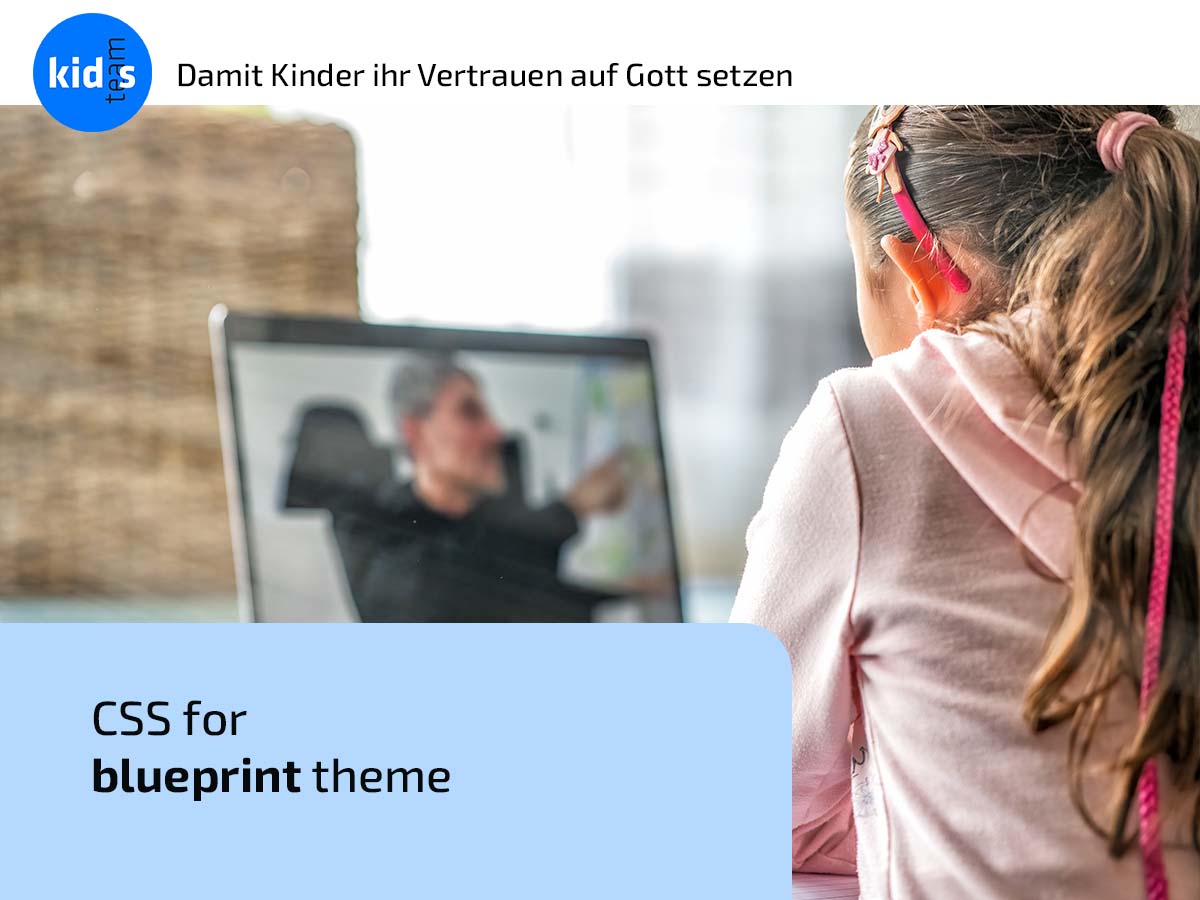 kids
team
Damit Kinder ihr Vertrauen auf Gott setzen
CSS for
blueprint theme